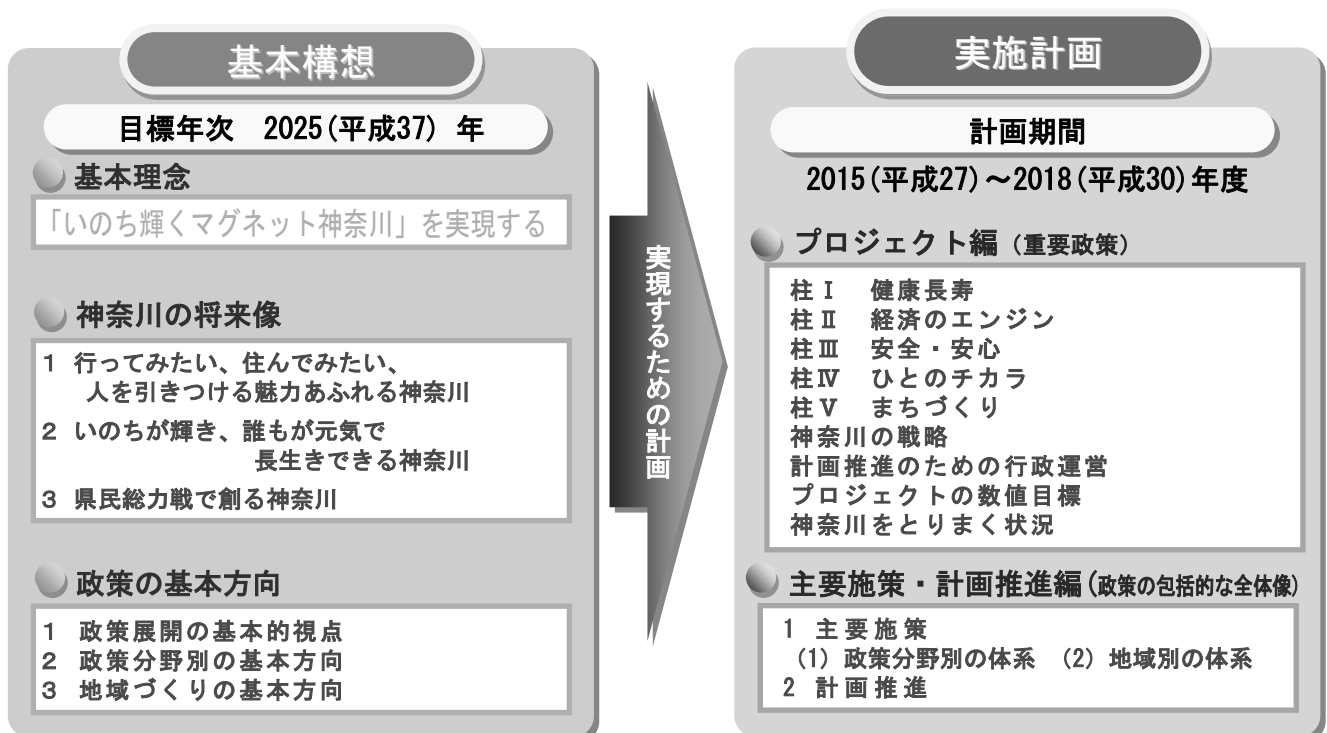 基本構想
目標年次　2025(平成37) 年
基本理念
「いのち輝くマグネット神奈川」を実現する
神奈川の将来像
1 行ってみたい、住んでみたい、
人を引きつける魅力あふれる神奈川
2 いのちが輝き、誰もが元気で
長生きできる神奈川
3 県民総力戦で創る神奈川
政策の基本方向
1 政策展開の基本的視点
2 政策分野別の基本方向
3 地域づくりの基本方向
実現するための計画
実施計画
計画期間
2015(平成27)～2018(平成30)年度
プロジェクト編（重要政策）
柱Ⅰ　健康長寿
柱Ⅱ　経済のエンジン
柱Ⅲ　安全・安心
柱Ⅳ　ひとのチカラ
柱Ⅴ　まちづくり
神奈川の戦略
計画推進のための行政運営
プロジェクトの数値目標
神奈川をとりまく状況
主要施策・計画推進編(政策の包括的な全体像)
1 主要施策
(1) 政策分野別の体系　(2) 地域別の体系
2 計画推進